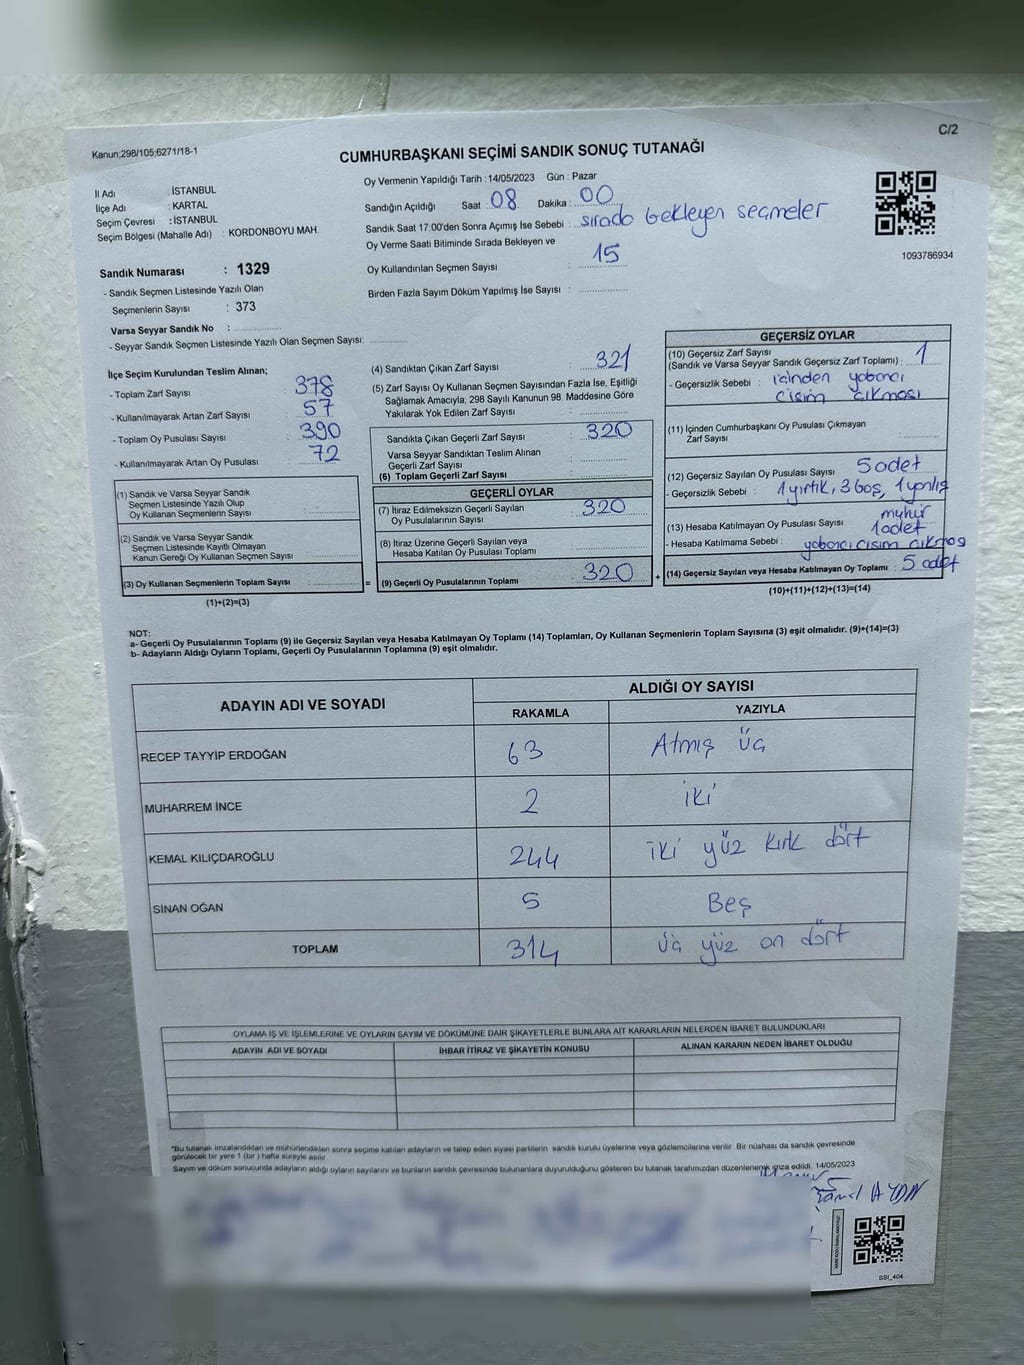 Kanun;298/105;6271/18-1
C/2
CUMHURBAŞKANI SEÇİMİ SANDIK SONUÇ TUTANAĞI
İl Adı : İSTANBUL
İlçe Adı : KARTAL
Seçim Çevresi : İSTANBUL
Seçim Bölgesi (Mahalle Adı) : KORDONBOYU MAH.
Sandık Numarası : 1329
- Sandık Seçmen Listesinde Yazılı Olan
Seçmenlerin Sayısı : 373
Varsa Seyyar Sandık No :
- Seyyar Sandık Seçmen Listesinde Yazılı Olan Seçmen Sayısı:
Oy Vermenin Yapıldığı Tarih : 14/05/2023 Gün : Pazar
Sandığın Açıldığı Saat : 08 Dakika : 00
Sandık Saat 17:00'den Sonra Açımış İse Sebebi : sırada bekleyen seçmeler
Oy Verme Saati Bitiminde Sırada Bekleyen ve
Oy Kullandırılan Seçmen Sayısı : 15
Birden Fazla Sayım Döküm Yapılmış İse Sayısı :
1093786934
İlçe Seçim Kurulundan Teslim Alınan;
- Toplam Zarf Sayısı : 378
- Kullanılmayarak Artan Zarf Sayısı : 57
- Toplam Oy Pusulası Sayısı : 390
- Kullanılmayarak Artan Oy Pusulası : 72
(1) Sandık ve Varsa Seyyar Sandık
Seçmen Listesinde Yazılı Olup
Oy Kullanan Seçmenlerin Sayısı :
(2) Sandık ve Varsa Seyyar Sandık
Seçmen Listesinde Kayıtlı Olmayan
Kanun Gereği Oy Kullanan Seçmen Sayısı :
(3) Oy Kullanan Seçmenlerin Toplam Sayısı :
(1)+(2)=(3)
(4) Sandıktan Çıkan Zarf Sayısı : 321
(5) Zarf Sayısı Oy Kullanan Seçmen Sayısından Fazla İse, Eşitliği
Sağlamak Amacıyla; 298 Sayılı Kanunun 98. Maddesine Göre
Yakılarak Yok Edilen Zarf Sayısı :
Sandıkta Çıkan Geçerli Zarf Sayısı : 320
Varsa Seyyar Sandıktan Teslim Alınan
Geçerli Zarf Sayısı :
(6) Toplam Geçerli Zarf Sayısı :
GEÇERLİ OYLAR
(7) İtiraz Edilmeksizin Geçerli Sayılan
Oy Pusulalarının Sayısı : 320
(8) İtiraz Üzerine Geçerli Sayılan veya
Hesaba Katılan Oy Pusulası Toplamı :
= (9) Geçerli Oy Pusulalarının Toplamı : 320 +
GEÇERSİZ OYLAR
(10) Geçersiz Zarf Sayısı
(Sandık ve Varsa Seyyar Sandık Geçersiz Zarf Toplamı) : 1
- Geçersizlik Sebebi : içinden yabancı
cisim çıkması
(11) İçinden Cumhurbaşkanı Oy Pusulası Çıkmayan
Zarf Sayısı :
(12) Geçersiz Sayılan Oy Pusulası Sayısı : 5 adet
- Geçersizlik Sebebi : 1 yırtık, 3 boş, 1 yanlış
mühür
(13) Hesaba Katılmayan Oy Pusulası Sayısı : 1 adet
- Hesaba Katılmama Sebebi : yabancı cisim çıkmas
(14) Geçersiz Sayılan veya Hesaba Katılmayan Oy Toplamı : 5 adet
(10)+(11)+(12)+(13)=(14)
NOT:
a- Geçerli Oy Pusulalarının Toplamı (9) ile Geçersiz Sayılan veya Hesaba Katılmayan Oy Toplamı (14) Toplamları, Oy Kullanan Seçmenlerin Toplam Sayısına (3) eşit olmalıdır. (9)+(14)=(3)
b- Adayların Aldığı Oyların Toplamı, Geçerli Oy Pusulalarının Toplamına (9) eşit olmalıdır.
ADAYIN ADI VE SOYADI
ALDIĞI OY SAYISI
RAKAMLA YAZIYLA
RECEP TAYYİP ERDOĞAN 63 Atmış üç
MUHARREM İNCE 2 iki
KEMAL KILIÇDAROĞLU 244 iki yüz kırk dört
SİNAN OĞAN 5 Beş
TOPLAM 314 üç yüz on dört
OYLAMA İŞ VE İŞLEMLERİNE VE OYLARIN SAYIM VE DÖKÜMÜNE DAİR ŞİKAYETLERLE BUNLARA AİT KARARLARIN NELERDEN İBARET BULUNDUKLARI
ADAYIN ADI VE SOYADI İHBAR İTİRAZ VE ŞİKAYETİN KONUSU ALINAN KARARIN NEDEN İBARET OLDUĞU
"Bu tutanak imzalandıktan ve mühürlendikten sonra seçime katılan adayların ve talep eden siyasi partilerin sandık kurulu üyelerine veya gözlemcilerine verilir. Bir nüshası da sandık çevresinde
görülecek bir yere 1 (bir) hafta süreyle asılır.
Sayım ve döküm sonucunda adayların aldığı oyların sayılarını ve bunların sandık çevresinde bulunanlara duyurulduğunu gösteren bu tutanak tarafımızdan düzenlenerek imza edildi. 14/05/2023
AYDIN
SSI_404